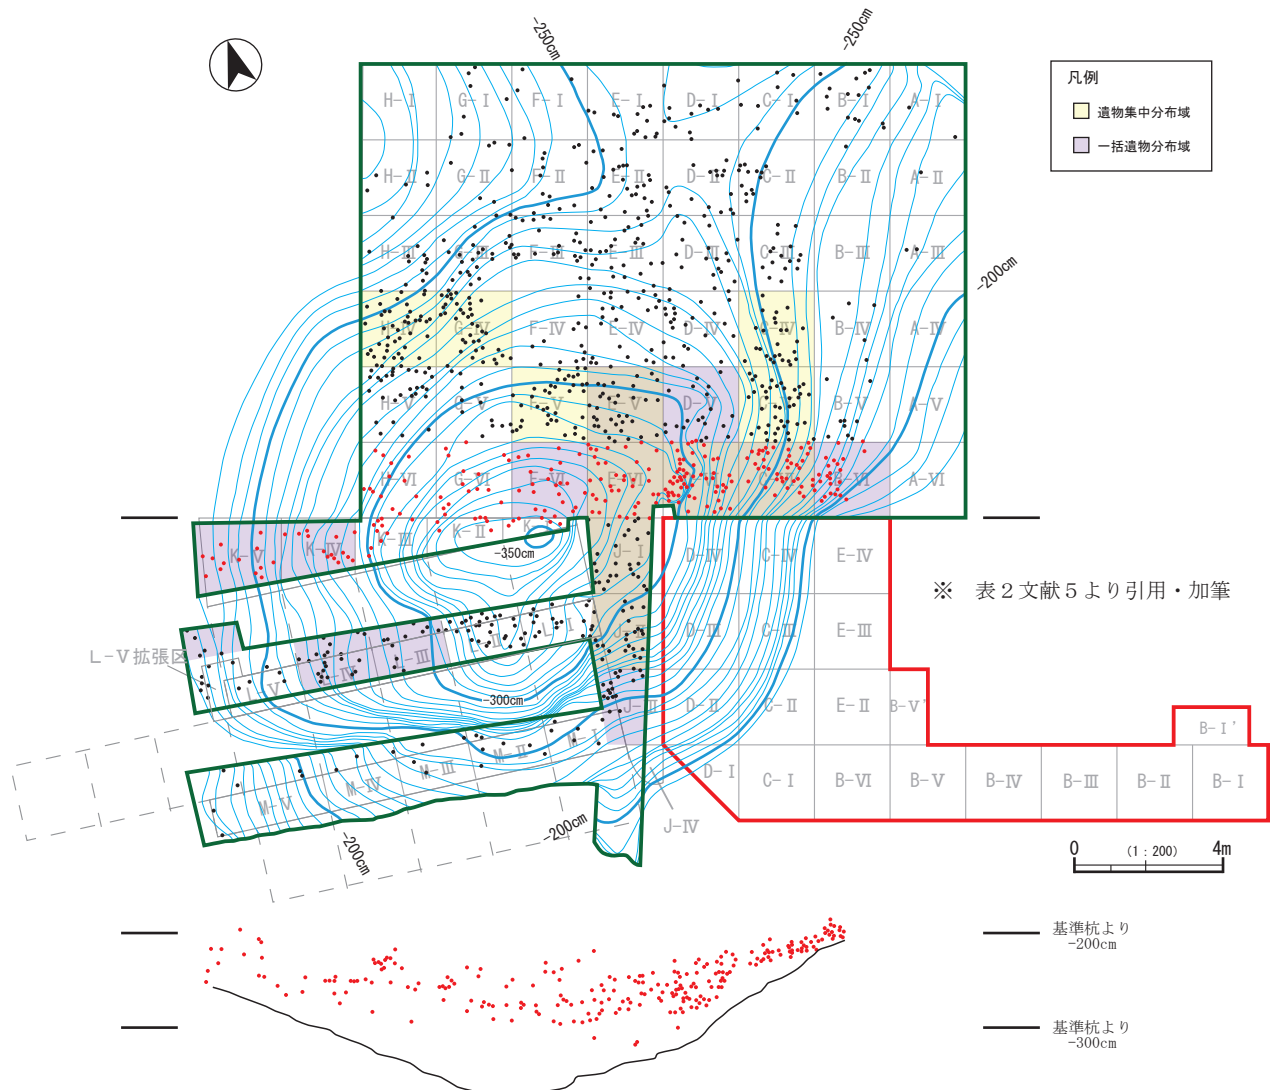 -250cm
-250cm
凡例
遺物集中分布域
一括遺物分布域
H-Ⅰ G-Ⅰ F-Ⅰ E-Ⅰ D-Ⅰ C-Ⅰ B-Ⅰ A-Ⅰ
H-Ⅱ G-Ⅱ F-Ⅱ E-Ⅱ D-Ⅱ C-Ⅱ B-Ⅱ A-Ⅱ
H-Ⅲ G-Ⅲ F-Ⅲ E-Ⅲ D-Ⅲ C-Ⅲ B-Ⅲ A-Ⅲ
-200cm
H-Ⅳ G-Ⅳ F-Ⅳ E-Ⅳ D-Ⅳ C-Ⅳ B-Ⅳ A-Ⅳ
H-Ⅴ G-Ⅴ F-Ⅴ E-Ⅴ D-Ⅴ C-Ⅴ B-Ⅴ A-Ⅴ
H-Ⅵ G-Ⅵ F-Ⅵ E-Ⅵ D-Ⅵ C-Ⅵ B-Ⅵ A-Ⅵ
K-Ⅴ K-Ⅳ K-Ⅲ K-Ⅱ
-350cm
J-Ⅰ D-Ⅳ C-Ⅳ E-Ⅳ
※ 表2文献5より引用・加筆
L-Ⅴ拡張区
L-Ⅴ L-Ⅳ L-Ⅲ L-Ⅱ L-Ⅰ
D-Ⅲ C-Ⅲ E-Ⅲ
-300cm
D-Ⅱ C-Ⅱ E-Ⅱ B-Ⅴ'
B-Ⅰ'
M-Ⅴ M-Ⅳ M-Ⅲ M-Ⅱ M-Ⅰ
D-Ⅰ C-Ⅰ B-Ⅵ B-Ⅴ B-Ⅳ B-Ⅲ B-Ⅱ B-Ⅰ
J-Ⅳ
-200cm
-200cm
0 (1：200) 4m
基準杭より
-200cm
基準杭より
-300cm